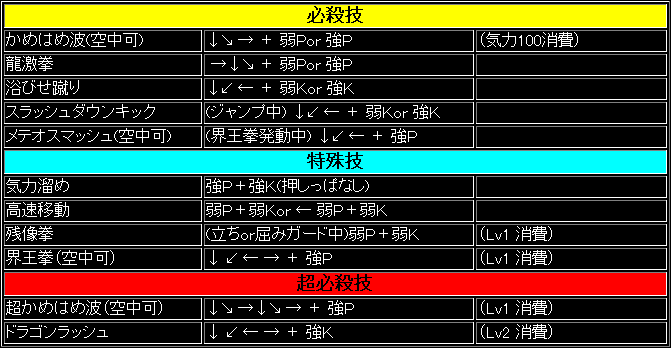 必殺技
かめはめ波(空中可) ↓↘→ + 弱Por 強P (気力100消費)
龍激拳 →↓↘ + 弱Por 強P
浴びせ蹴り ↓↙← + 弱Kor 強K
スラッシュダウンキック (ジャンプ中) ↓↙← + 弱Kor 強K
メテオスマッシュ(空中可) (界王拳発動中) ↓↙← + 強P
特殊技
気力溜め 強P+強K(押しっぱなし)
高速移動 弱P+弱Kor ← 弱P+弱K
残像拳 (立ちor屈みガード中)弱P+弱K (Lv1 消費)
界王拳(空中可) ↓↙←→ + 強P (Lv1 消費)
超必殺技
超かめはめ波(空中可) ↓↘→↓↘→ + 強P (Lv1 消費)
ドラゴンラッシュ ↓↙←→ + 強K (Lv2 消費)